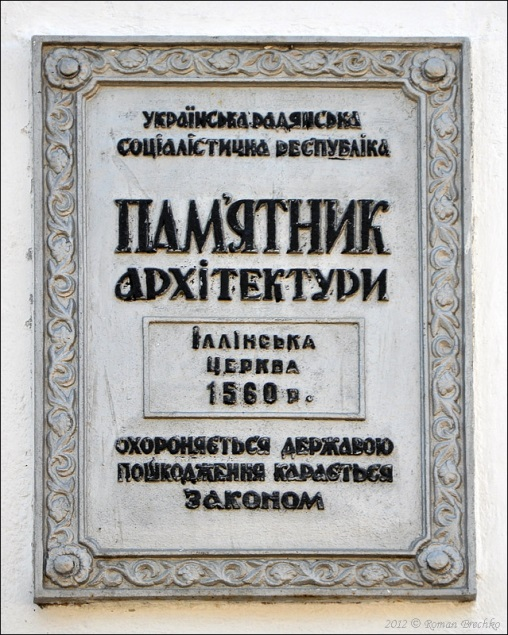 УКРАЇНСЬКА РАДЯНСЬКА
СОЦІАЛІСТИЧНА РЕСПУБЛІКА
ПАМ'ЯТНИК
АРХІТЕКТУРИ
ІЛЛІНСЬКА
ЦЕРКВА
1560 р.
ОХОРОНЯЄТЬСЯ ДЕРЖАВОЮ
ПОШКОДЖЕННЯ КАРАЄТЬСЯ
ЗАКОНОМ
2012 © Roman Brechko